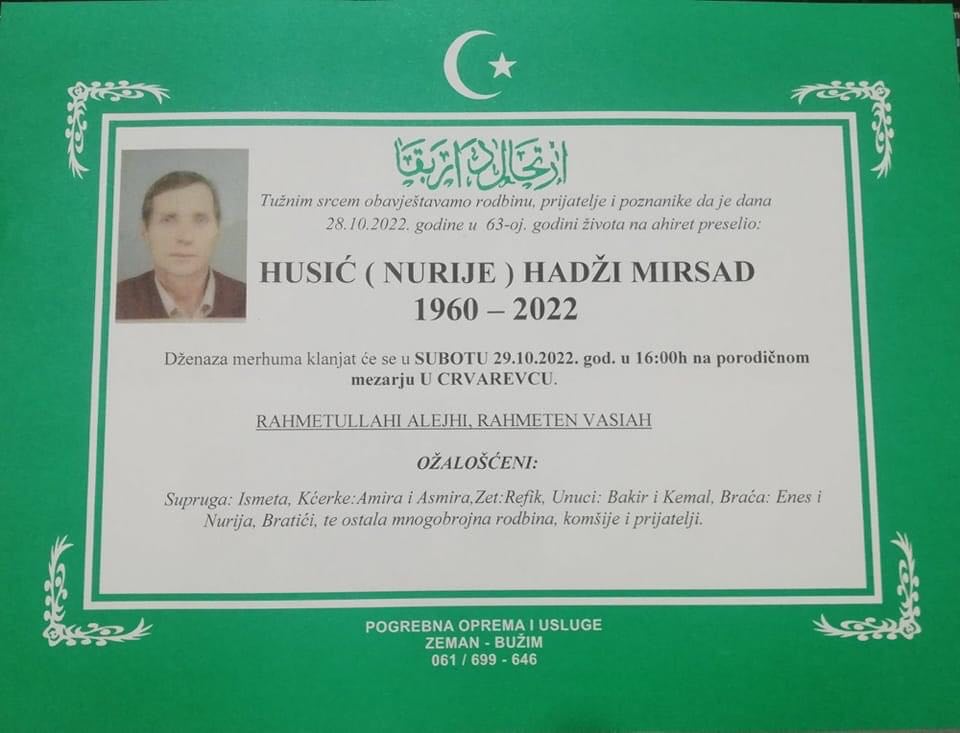 ارتحال دار بقا
Tužnim srcem obavještavamo rodbinu, prijatelje i poznanike da je dana
28.10.2022. godine u 63-oj. godini života na ahiret preselio:
HUSIĆ ( NURIJE ) HADŽI MIRSAD
1960 – 2022
Dženaza merhuma klanjat će se u SUBOTU 29.10.2022. god. u 16:00h na porodičnom
mezarju U CRVAREVCU.
RAHMETULLAHI ALEJHI, RAHMETEN VASIAH
OŽALOŠĆENI:
Supruga: Ismeta, Kćerke:Amira i Asmira,Zet:Refik, Unuci: Bakir i Kemal, Braća: Enes i
Nurija, Bratići, te ostala mnogobrojna rodbina, komšije i prijatelji.
POGREBNA OPREMA I USLUGE
ZEMAN - BUŽIM
061 / 699 - 646